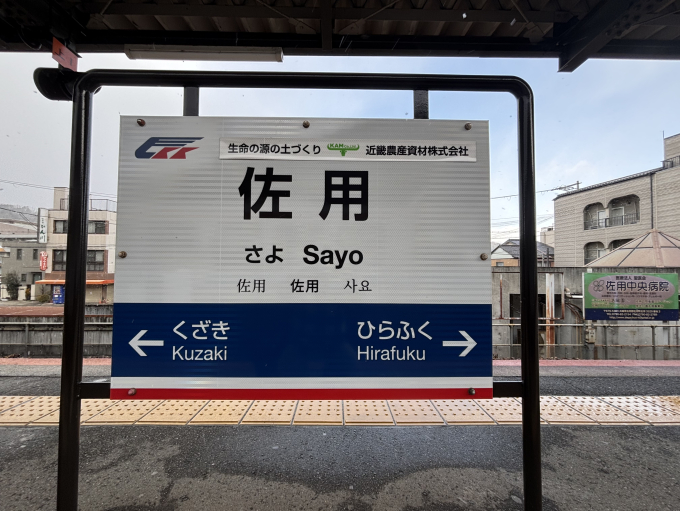 生命の源の土づくり 近畿農産資材株式会社
佐用
さよ Sayo
佐用 佐用 사요
← くざき
Kuzaki
ひらふく →
Hirafuku
佐用中央病院